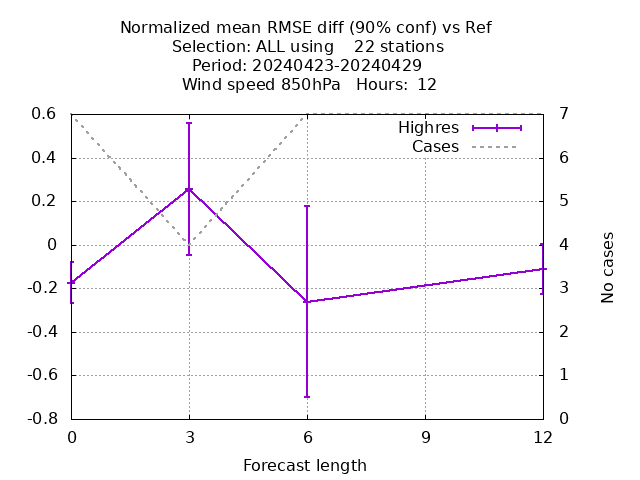 Normalized mean RMSE diff (90% conf) vs Ref
Selection: ALL using    22 stations
Period: 20240423-20240429
Wind speed 850hPa   Hours:  12
Highres
Cases
0.6
0.4
0.2
0
-0.2
-0.4
-0.6
-0.8
7
6
5
4
3
2
1
0
No cases
0
3
6
9
12
Forecast length